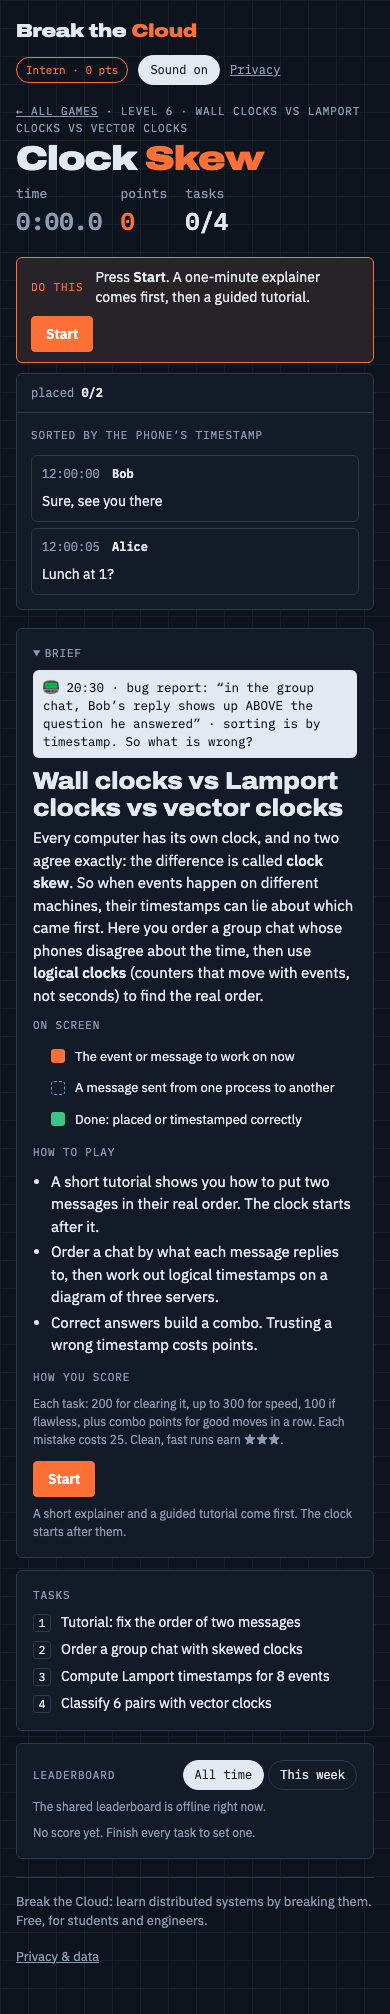 Break the Cloud
Intern · 0 pts
Sound on
Privacy
← ALL GAMES · LEVEL 6 · WALL CLOCKS VS LAMPORT
CLOCKS VS VECTOR CLOCKS
Clock Skew
time points tasks
0:00.0 0 0/4
DO THIS
Press Start. A one-minute explainer
comes first, then a guided tutorial.
Start
placed 0/2
SORTED BY THE PHONE'S TIMESTAMP
12:00:00 Bob
Sure, see you there
12:00:05 Alice
Lunch at 1?
▼ BRIEF
20:30 · bug report: “in the group
chat, Bob’s reply shows up ABOVE the
question he answered” · sorting is by
timestamp. So what is wrong?
Wall clocks vs Lamport
clocks vs vector clocks
Every computer has its own clock, and no two
agree exactly: the difference is called clock
skew. So when events happen on different
machines, their timestamps can lie about which
came first. Here you order a group chat whose
phones disagree about the time, then use
logical clocks (counters that move with events,
not seconds) to find the real order.
ON SCREEN
The event or message to work on now
A message sent from one process to another
Done: placed or timestamped correctly
HOW TO PLAY
• A short tutorial shows you how to put two
messages in their real order. The clock starts
after it.
• Order a chat by what each message replies
to, then work out logical timestamps on a
diagram of three servers.
• Correct answers build a combo. Trusting a
wrong timestamp costs points.
HOW YOU SCORE
Each task: 200 for clearing it, up to 300 for speed, 100 if
flawless, plus combo points for good moves in a row. Each
mistake costs 25. Clean, fast runs earn ★★★.
Start
A short explainer and a guided tutorial come first. The clock
starts after them.
TASKS
1 Tutorial: fix the order of two messages
2 Order a group chat with skewed clocks
3 Compute Lamport timestamps for 8 events
4 Classify 6 pairs with vector clocks
LEADERBOARD
All time
This week
The shared leaderboard is offline right now.
No score yet. Finish every task to set one.
Break the Cloud: learn distributed systems by breaking them.
Free, for students and engineers.
Privacy & data